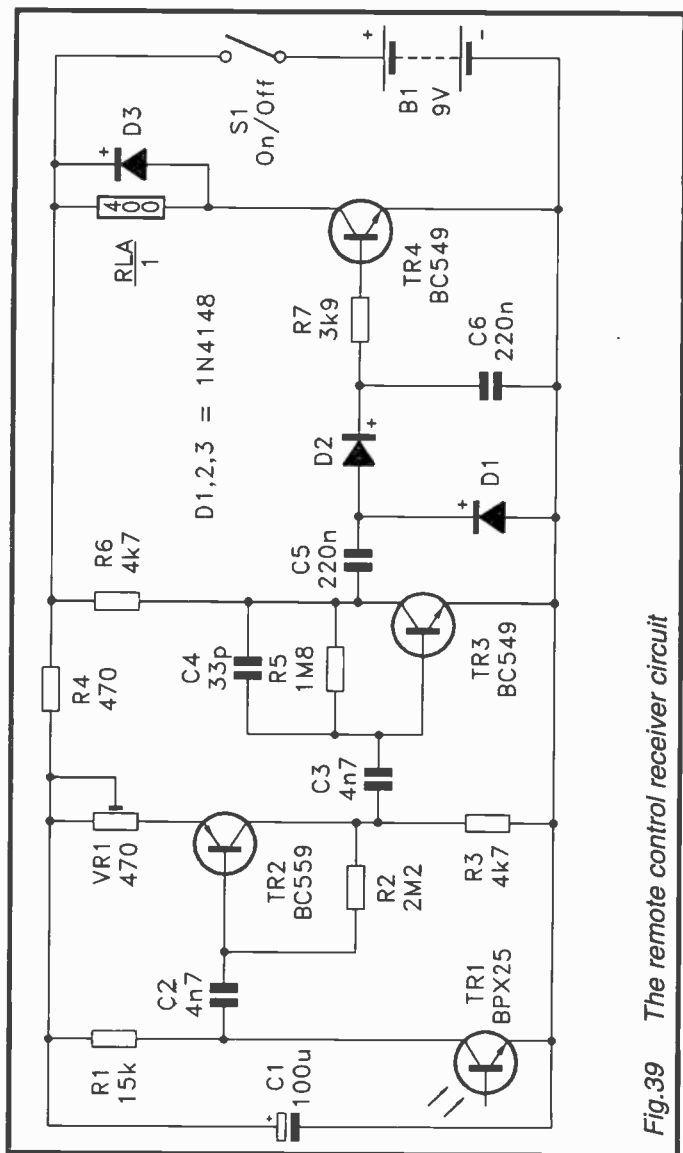 R1
15k
C1
100u
+
TR1
BPX25
C2
4n7
VR1
470
TR2
BC559
R2
2M2
R3
4k7
R4
470
C3
4n7
C4
33p
R5
1M8
R6
4k7
TR3
BC549
C5
220n
D1,2,3 = 1N4148
D2
+
D1
+
R7
3k9
C6
220n
TR4
BC549
RLA
1
400
D3
+
S1
On/Off
B1
9V
+
-
Fig.39 The remote control receiver circuit